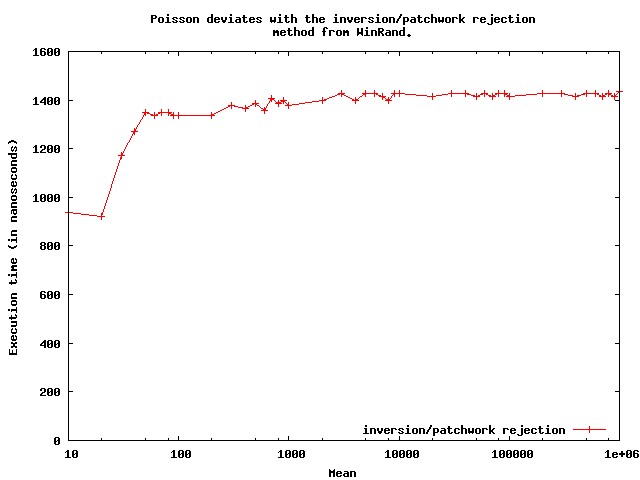 Poisson deviates with the inversion/patchwork rejection
method from WinRand.
1600
1400
1200
1000
800
600
400
200
0
Execution time (in nanoseconds)
inversion/patchwork rejection
10 100 1000 10000 100000 1e+06
Mean